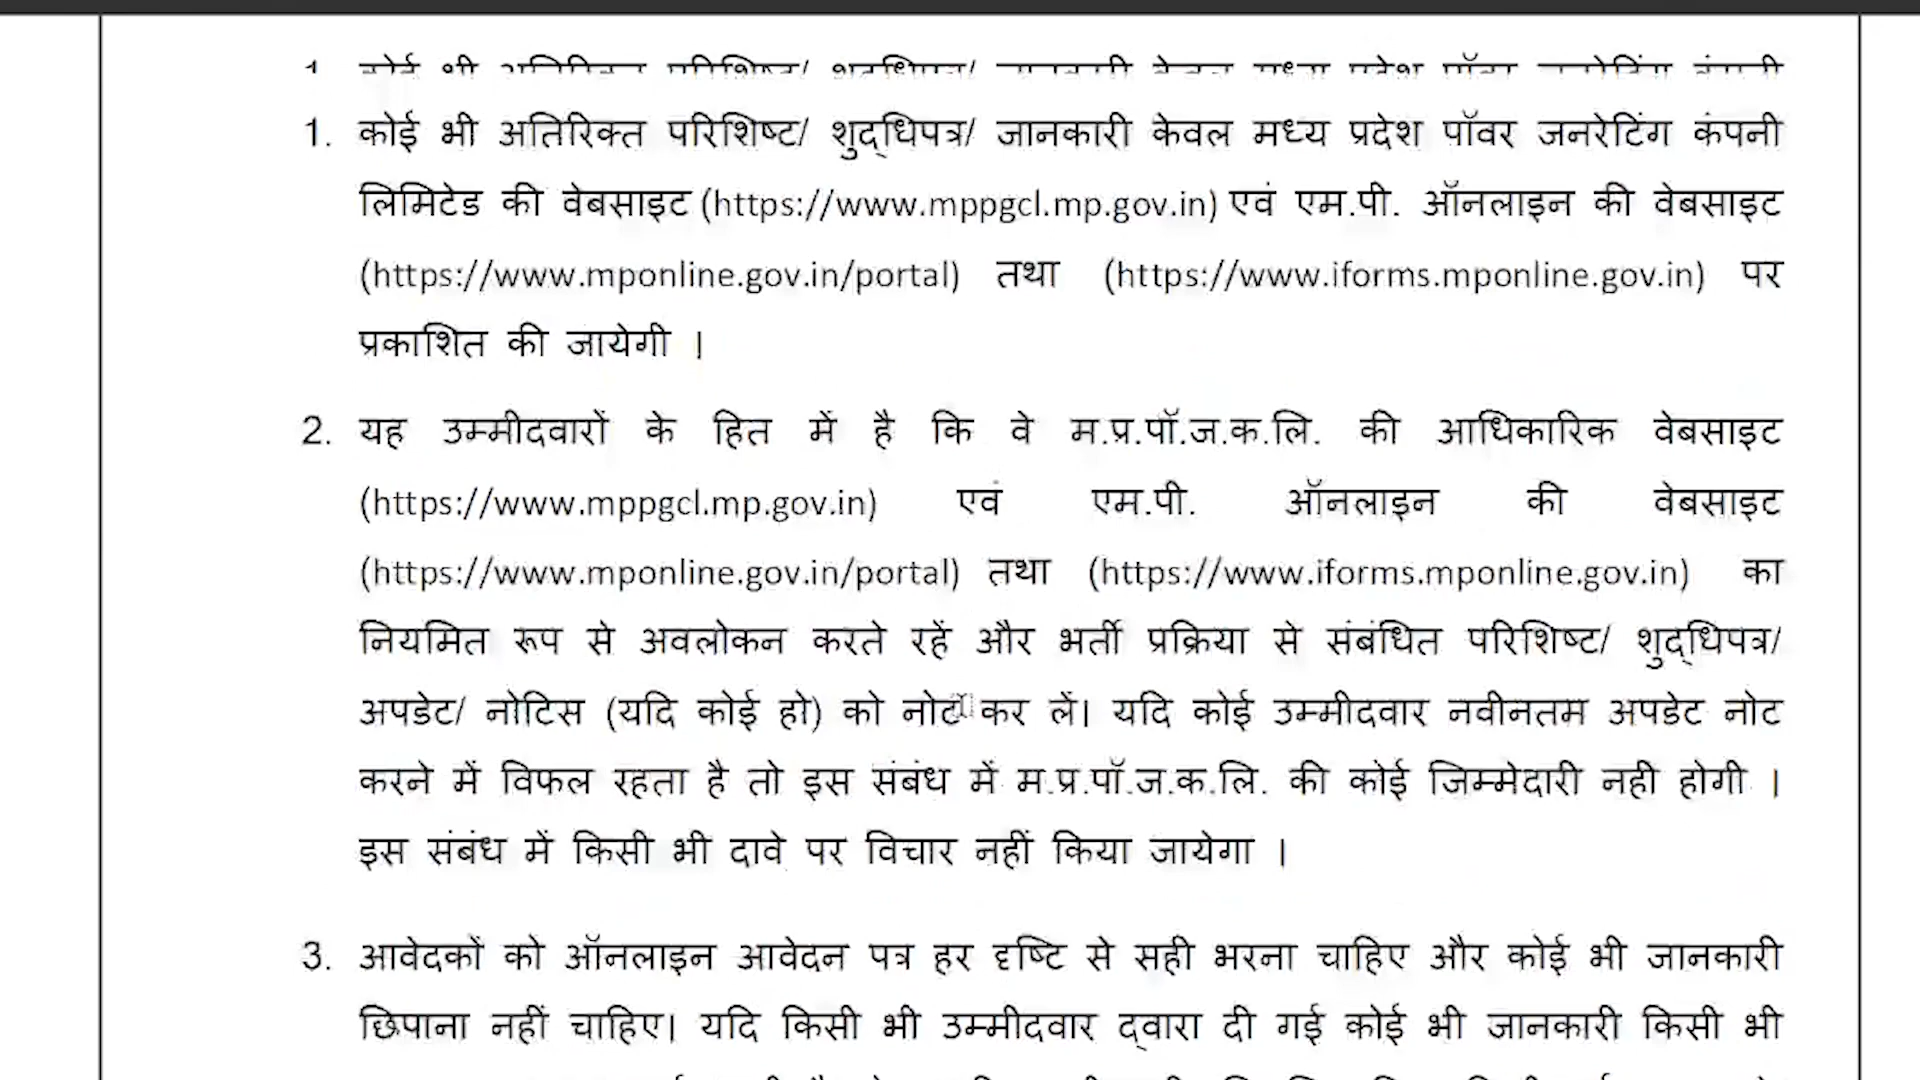 1. कोई भी अतिरिक्त परिशिष्ट/ शुद्धिपत्र/ जानकारी केवल मध्य प्रदेश पॉवर जनरेटिंग कंपनी
लिमिटेड की वेबसाइट (https://www.mppgcl.mp.gov.in) एवं एम.पी. ऑनलाइन की वेबसाइट
(https://www.mponline.gov.in/portal) तथा (https://www.iforms.mponline.gov.in) पर
प्रकाशित की जायेगी ।
2. यह उम्मीदवारों के हित में है कि वे म.प्र.पॉ.ज.क.लि. की आधिकारिक वेबसाइट
(https://www.mppgcl.mp.gov.in) एवं एम.पी. ऑनलाइन की वेबसाइट
(https://www.mponline.gov.in/portal) तथा (https://www.iforms.mponline.gov.in) का
नियमित रूप से अवलोकन करते रहें और भर्ती प्रक्रिया से संबंधित परिशिष्ट/ शुद्धिपत्र/
अपडेट/ नोटिस (यदि कोई हो) को नोट कर लें। यदि कोई उम्मीदवार नवीनतम अपडेट नोट
करने में विफल रहता है तो इस संबंध में म.प्र.पॉ.ज.क.लि. की कोई जिम्मेदारी नही होगी ।
इस संबंध में किसी भी दावे पर विचार नहीं किया जायेगा ।
3. आवेदकों को ऑनलाइन आवेदन पत्र हर दृष्टि से सही भरना चाहिए और कोई भी जानकारी
छिपाना नहीं चाहिए। यदि किसी भी उम्मीदवार द्वारा दी गई कोई भी जानकारी किसी भी